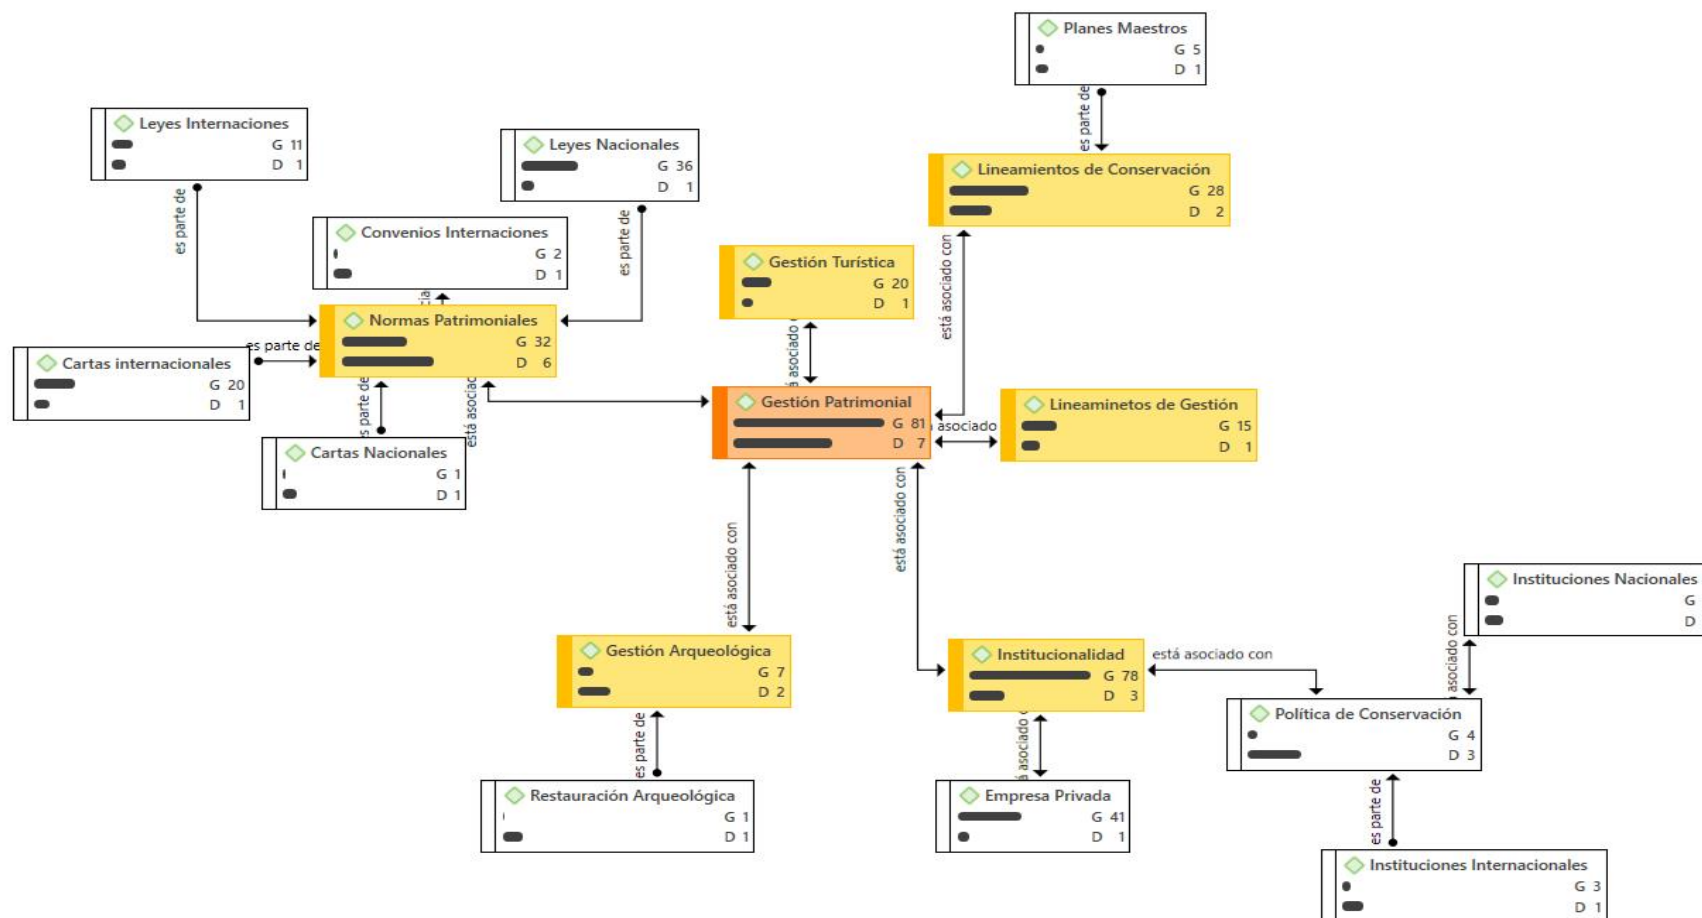 Planes Maestros
G 5
D 1
es parte de
Leyes Internaciones
G 11
D 1
es parte de
Leyes Nacionales
G 36
D 1
es parte de
Lineamientos de Conservación
G 28
D 2
está asociado con
Convenios Internaciones
G 2
D 1
Gestión Turística
G 20
D 1
asociado
Normas Patrimoniales
G 32
D 6
es parte de
Cartas internacionales
G 20
D 1
es parte de
está asociad
Cartas Nacionales
G 1
D 1
Gestión Patrimonial
G 81
D 7
asociado
Lineaminetos de Gestión
G 15
D 1
está asociado con
está asociado con
Gestión Arqueológica
G 7
D 2
es parte de
Restauración Arqueológica
G 1
D 1
Institucionalidad
G 78
D 3
está asociado con
asociado
Empresa Privada
G 41
D 1
Instituciones Nacionales
G
D
asociado con
Política de Conservación
G 4
D 3
es parte de
Instituciones Internacionales
G 3
D 1